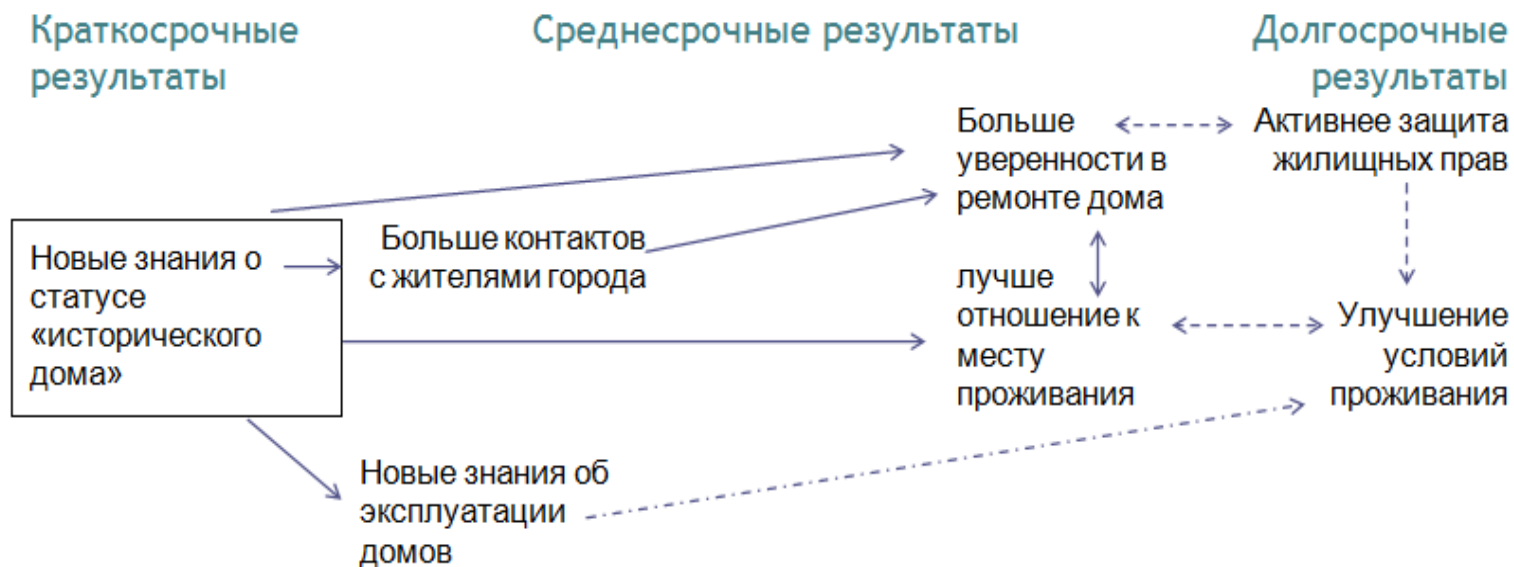 Краткосрочные
результаты
Среднесрочные результаты
Долгосрочные
результаты
Больше
уверенности в
ремонте дома
Активнее защита
жилищных прав
Новые знания о
статусе
«исторического
дома»
Больше контактов
с жителями города
лучше
отношение к
месту
проживания
Улучшение
условий
проживания
Новые знания об
эксплуатации
домов